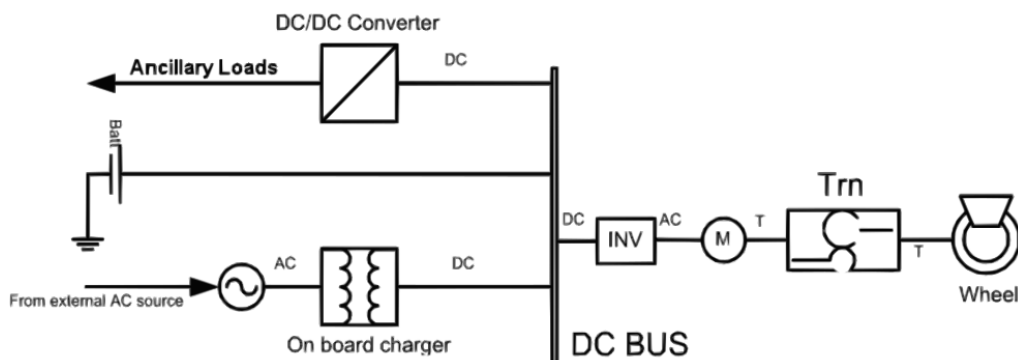 DC/DC Converter
DC
Ancillary Loads
Batt
Trn
DC
AC
T
INV
M
T
AC
DC
From external AC source
Wheel
On board charger
DC BUS